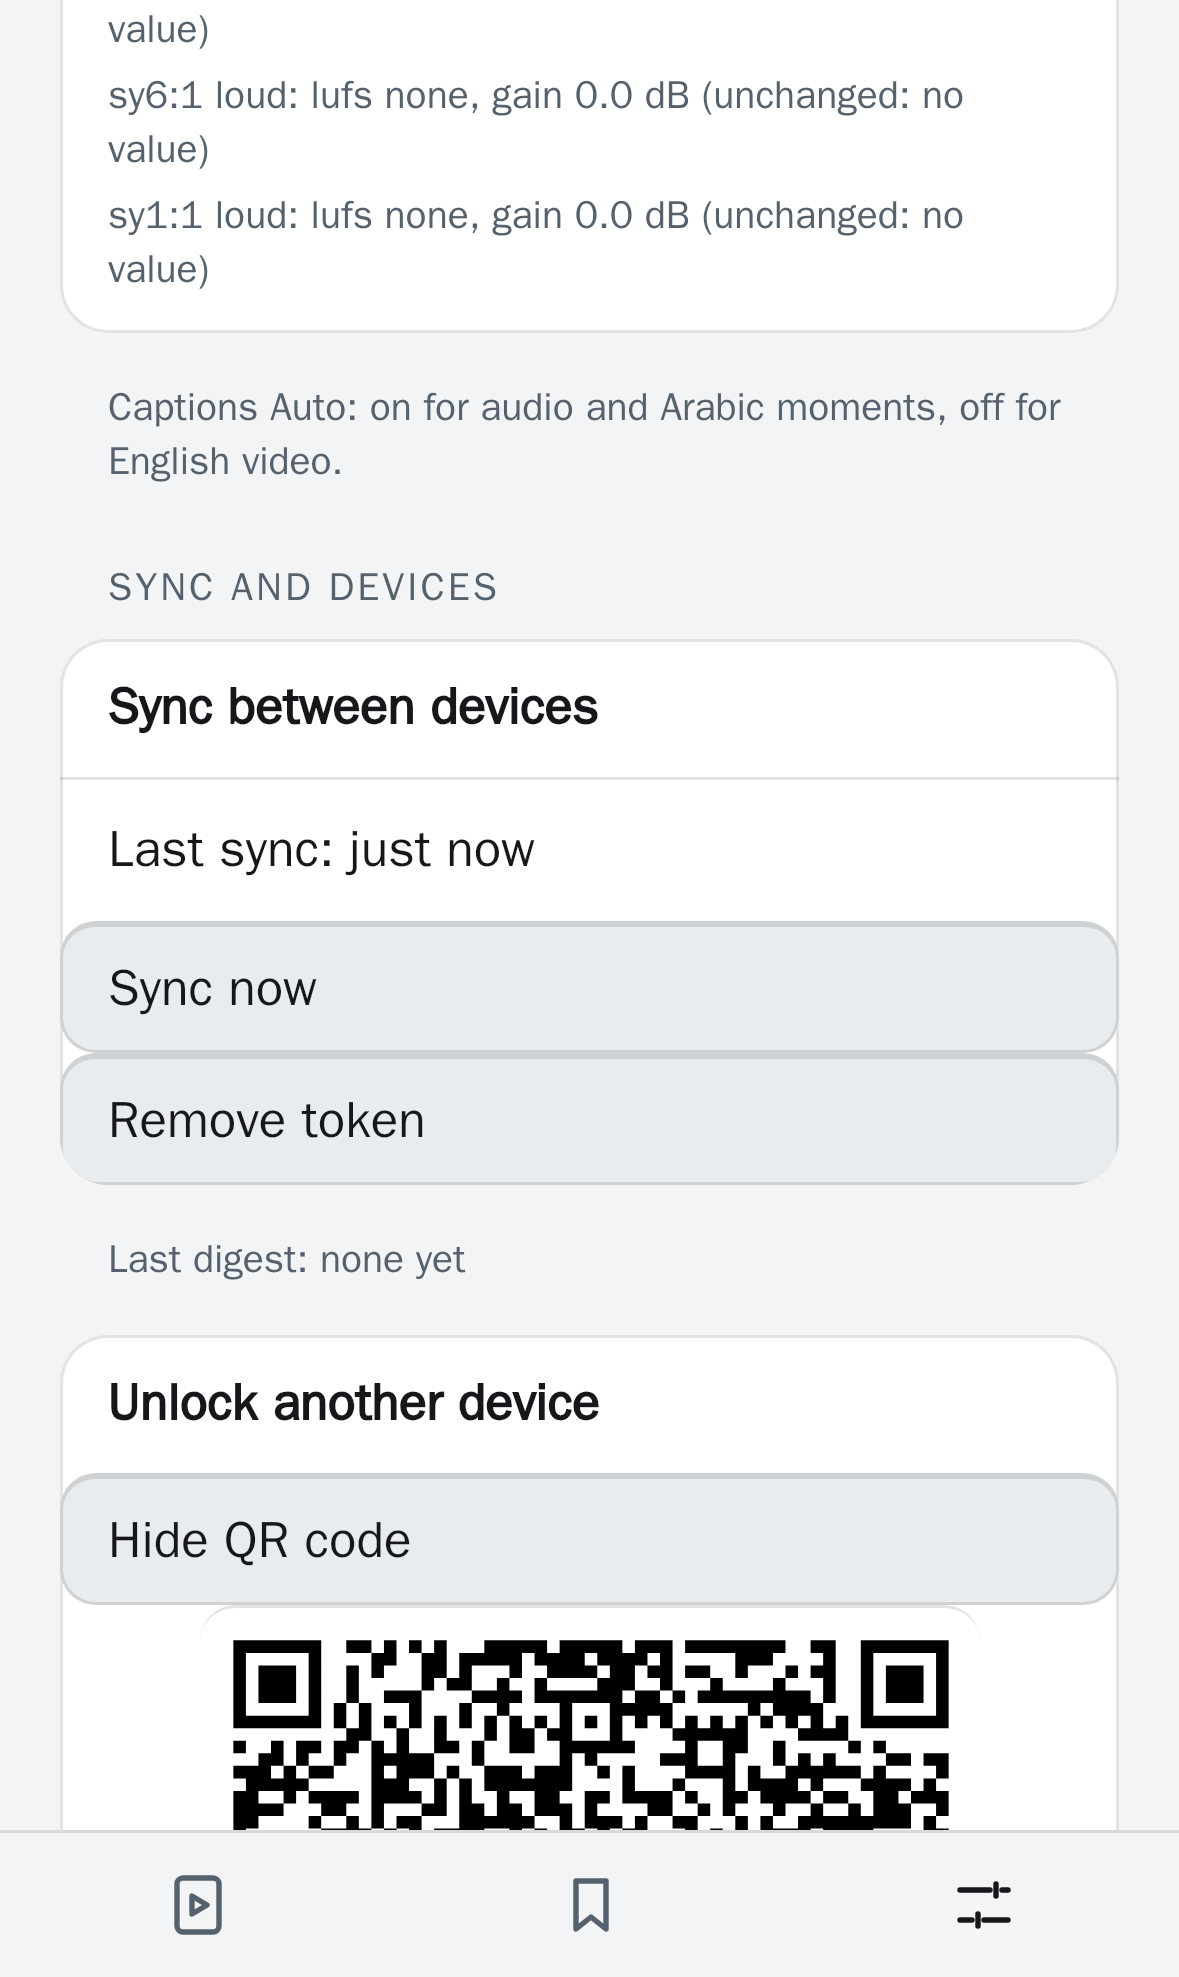 value)
sy6:1 loud: lufs none, gain 0.0 dB (unchanged: no
value)
sy1:1 loud: lufs none, gain 0.0 dB (unchanged: no
value)
Captions Auto: on for audio and Arabic moments, off for
English video.
SYNC AND DEVICES
Sync between devices
Last sync: just now
Sync now
Remove token
Last digest: none yet
Unlock another device
Hide QR code